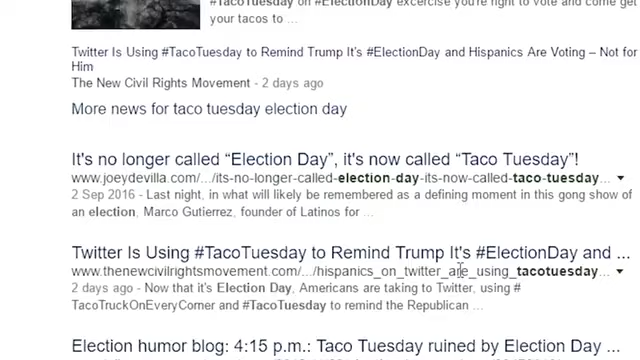 #TacoTuesday on #ElectionDay excercise you're right to vote and come get
your tacos to ...
Twitter Is Using #TacoTuesday to Remind Trump It's #ElectionDay and Hispanics Are Voting – Not for
Him
The New Civil Rights Movement - 2 days ago
More news for taco tuesday election day
It's no longer called “Election Day”, it's now called “Taco Tuesday”!
www.joeydevilla.com/.../its-no-longer-called-election-day-its-now-called-taco-tuesday...
2 Sep 2016 - Last night, in what will likely be remembered as a defining moment in this gong show of
an election, Marco Gutierrez, founder of Latinos for ...
Twitter Is Using #TacoTuesday to Remind Trump It's #ElectionDay and ...
www.thenewcivilrightsmovement.com/.../hispanics_on_twitter_are_using_tacotuesday...
2 days ago - Now that it's Election Day, Americans are taking to Twitter, using #
TacoTruckOnEveryCorner and #TacoTuesday to remind the Republican ...
Election humor blog: 4:15 p.m.: Taco Tuesday ruined by Election Day ...